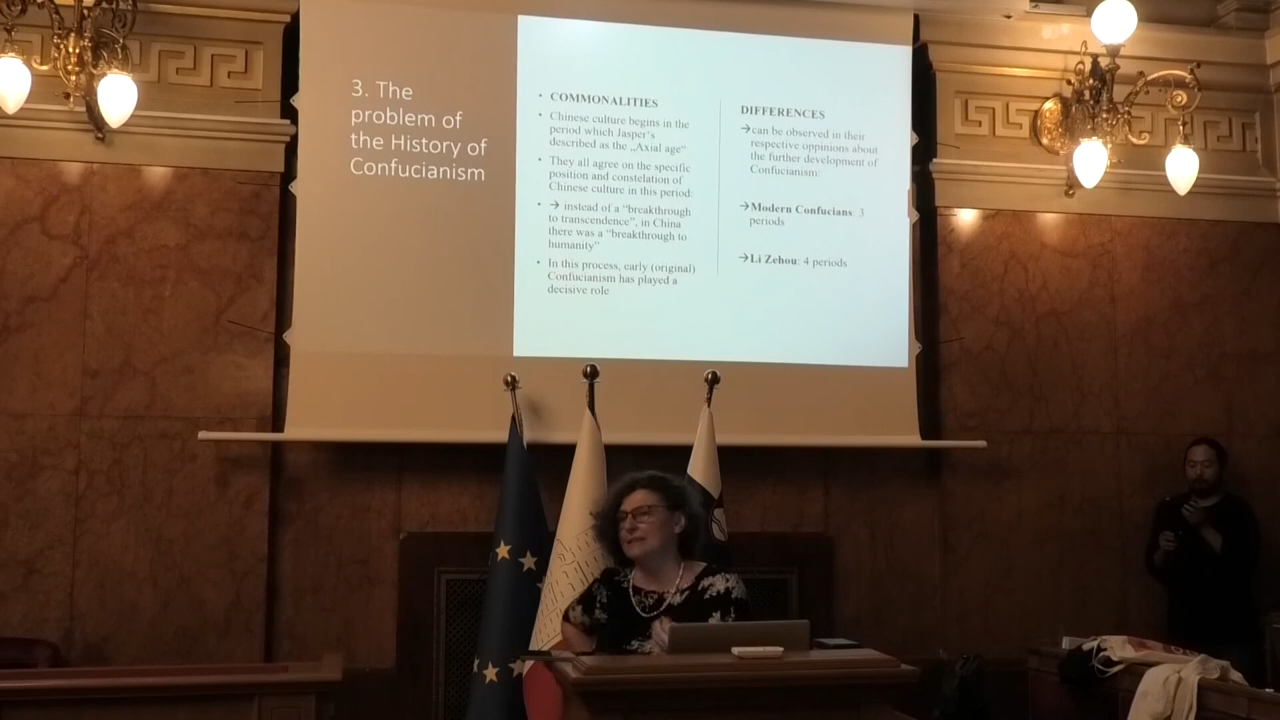 3. The
problem of
the History of
Confucianism
• COMMONALITIES
• Chinese culture begins in the
period which Jasper's
described as the „Axial age“
• They all agree on the specific
position and constelation of
Chinese culture in this period:
• → instead of a “breakthrough
to transcendence”, in China
there was a “breakthrough to
humanity”
• In this process, early (original)
Confucianism has played a
decisive role
DIFFERENCES
→can be observed in their
respective oppinions about
the further development of
Confucianism:
→Modern Confucians: 3
periods
→Li Zehou: 4 periods